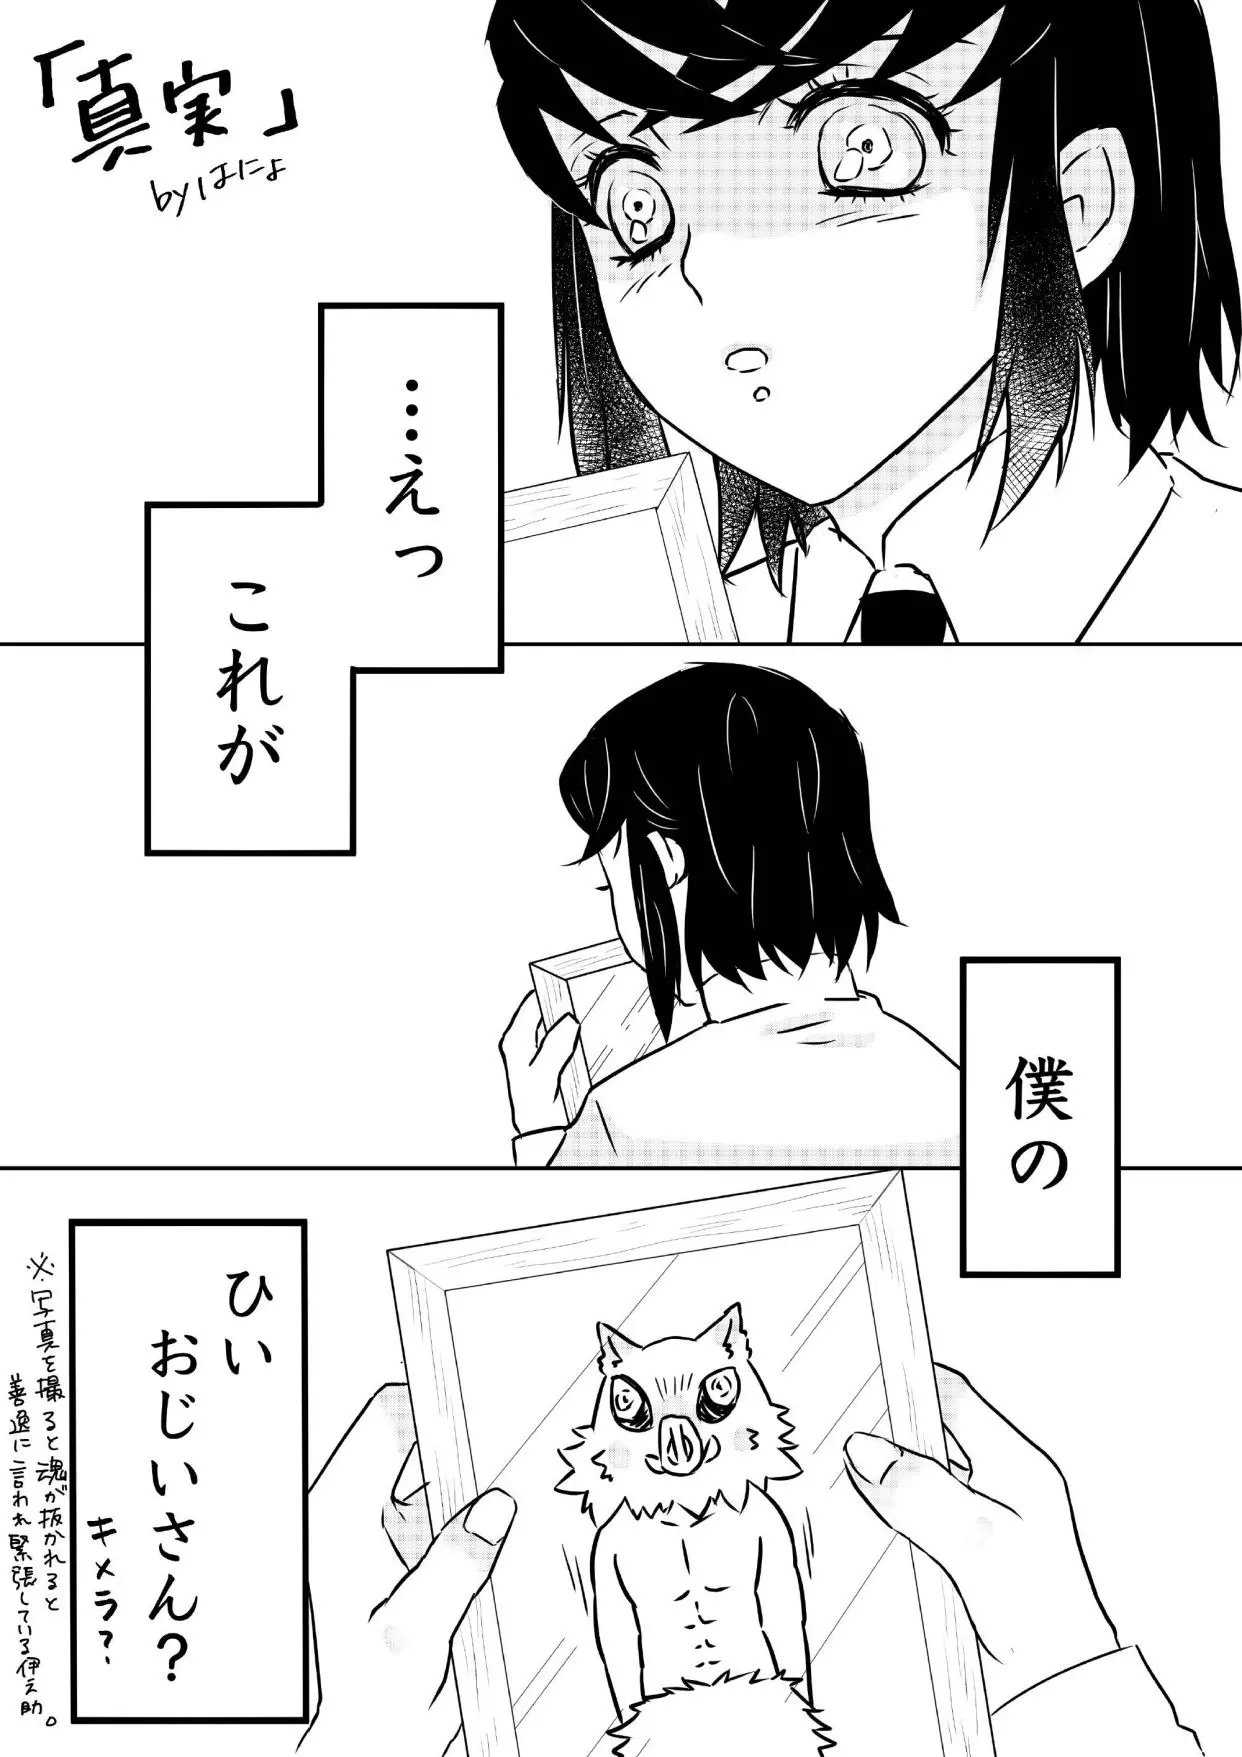 「真実」
byはにょ
…えっ
これが
僕の
ひい
おじいさん?
キメラ?
※写真を撮ると魂が抜かれると
善逸に言われ緊張している伊之助。